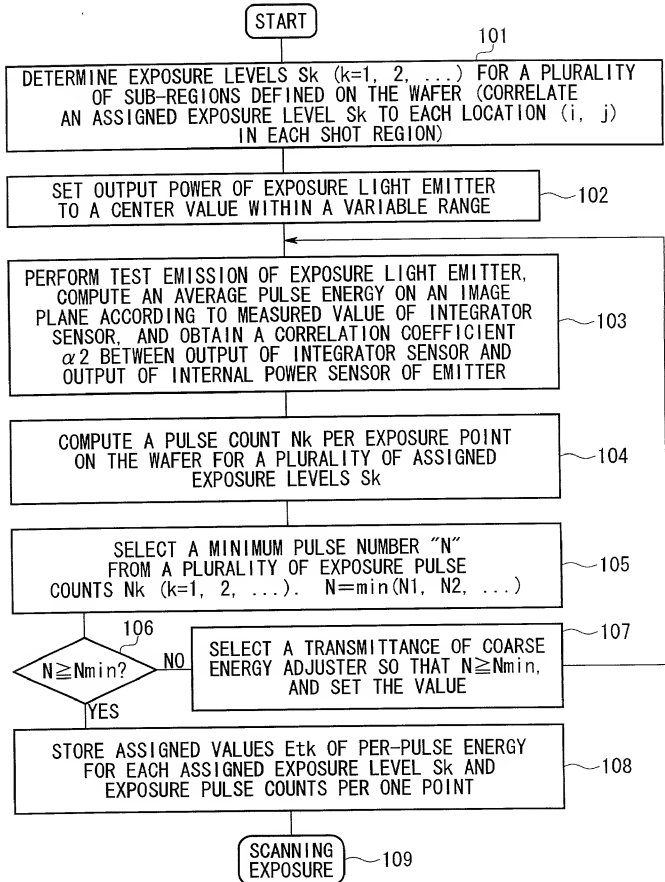 START
101
DETERMINE EXPOSURE LEVELS Sk (k=1, 2, ...) FOR A PLURALITY
OF SUB-REGIONS DEFINED ON THE WAFER (CORRELATE
AN ASSIGNED EXPOSURE LEVEL Sk TO EACH LOCATION (i, j)
IN EACH SHOT REGION)
SET OUTPUT POWER OF EXPOSURE LIGHT EMITTER
TO A CENTER VALUE WITHIN A VARIABLE RANGE
102
PERFORM TEST EMISSION OF EXPOSURE LIGHT EMITTER,
COMPUTE AN AVERAGE PULSE ENERGY ON AN IMAGE
PLANE ACCORDING TO MEASURED VALUE OF INTEGRATOR
SENSOR, AND OBTAIN A CORRELATION COEFFICIENT
α2 BETWEEN OUTPUT OF INTEGRATOR SENSOR AND
OUTPUT OF INTERNAL POWER SENSOR OF EMITTER
103
COMPUTE A PULSE COUNT Nk PER EXPOSURE POINT
ON THE WAFER FOR A PLURALITY OF ASSIGNED
EXPOSURE LEVELS Sk
104
SELECT A MINIMUM PULSE NUMBER "N"
FROM A PLURALITY OF EXPOSURE PULSE
COUNTS Nk (k=1, 2, ...). N=min(N1, N2, ...)
105
106
N≧Nmin?
NO
YES
107
SELECT A TRANSMITTANCE OF COARSE
ENERGY ADJUSTER SO THAT N≧Nmin,
AND SET THE VALUE
STORE ASSIGNED VALUES Etk OF PER-PULSE ENERGY
FOR EACH ASSIGNED EXPOSURE LEVEL Sk AND
EXPOSURE PULSE COUNTS PER ONE POINT
108
SCANNING
EXPOSURE
109